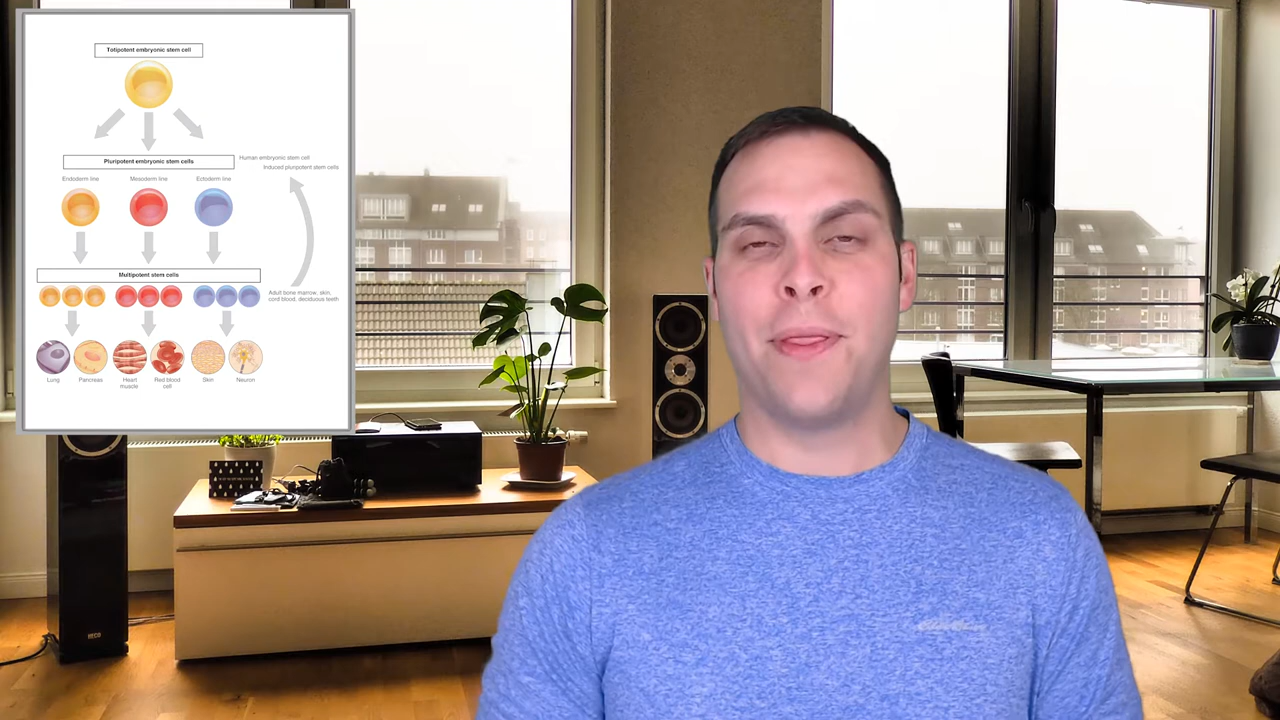 Totipotent embryonic stem cell
Pluripotent embryonic stem cells
Human embryonic stem cell
Induced pluripotent stem cells
Endoderm line
Mesoderm line
Ectoderm line
Multipotent stem cells
Adult bone marrow, skin,
cord blood, deciduous teeth
Lung
Pancreas
Heart
muscle
Red blood
cell
Skin
Neuron
HECO